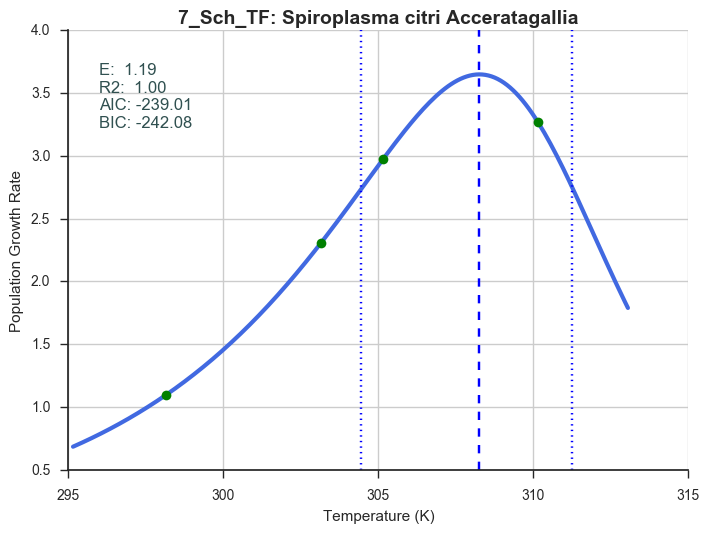 7_Sch_TF: Spiroplasma citri Acceratagallia
E:  1.19
R2:  1.00
AIC: -239.01
BIC: -242.08
4.0
3.5
3.0
2.5
2.0
1.5
1.0
0.5
Population Growth Rate
295 300 305 310 315
Temperature (K)